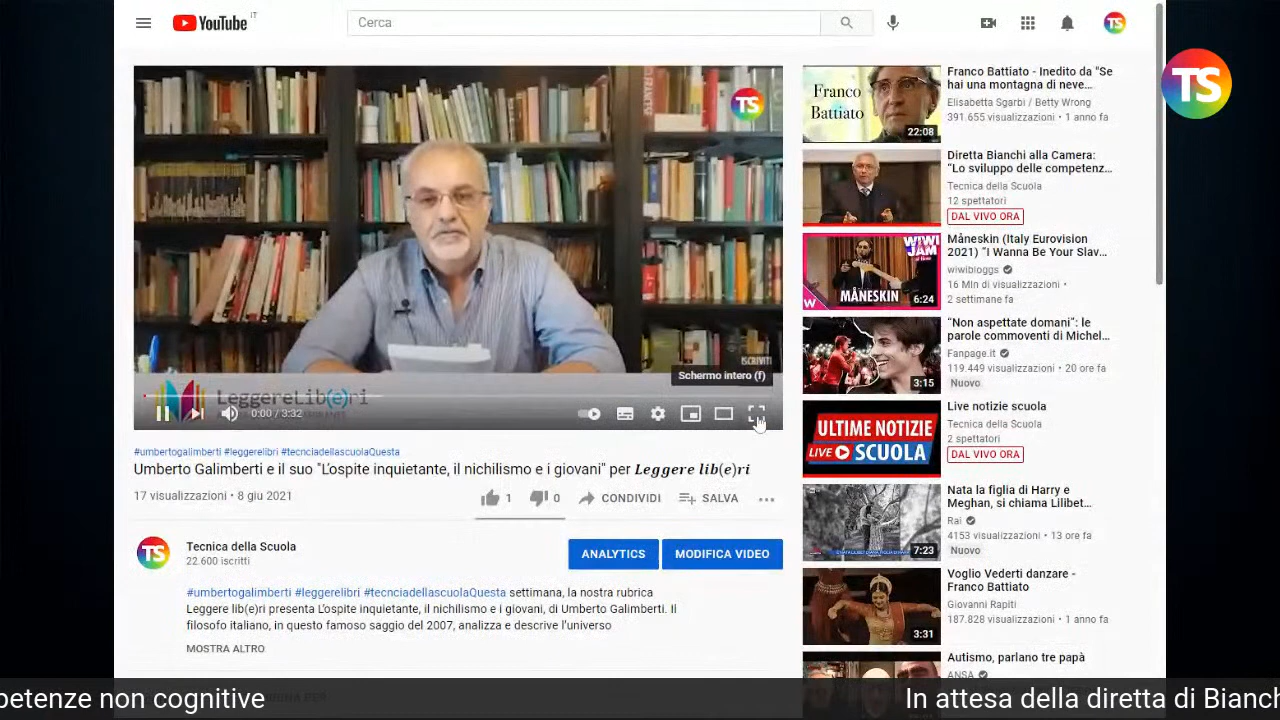 YouTube IT
Cerca
TS
TS
TS
ISCRIVITI
Schermo intero (f)
LeggereLib(e)ri
0:00 / 3:32
#umbertogalimberti #leggerelibri #tecnciadellascuolaQuesta
Umberto Galimberti e il suo "L'ospite inquietante, il nichilismo e i giovani" per Leggere lib(e)ri
17 visualizzazioni • 8 giu 2021
1
0
CONDIVIDI
SALVA
TS
Tecnica della Scuola
22.600 iscritti
ANALYTICS
MODIFICA VIDEO
#umbertogalimberti #leggerelibri #tecnciadellascuolaQuesta settimana, la nostra rubrica
Leggere lib(e)ri presenta L'ospite inquietante, il nichilismo e i giovani, di Umberto Galimberti. Il
filosofo italiano, in questo famoso saggio del 2007, analizza e descrive l'universo
MOSTRA ALTRO
Franco
Battiato
22:08
Franco Battiato - Inedito da "Se
hai una montagna di neve...
Elisabetta Sgarbi / Betty Wrong
391.655 visualizzazioni • 1 anno fa
Diretta Bianchi alla Camera:
"Lo sviluppo delle competenz...
Tecnica della Scuola
12 spettatori
DAL VIVO ORA
WIWI
JAM
at home
MÅNESKIN
W
6:24
Måneskin (Italy Eurovision
2021) "I Wanna Be Your Slav...
wiwibloggs
16 Mln di visualizzazioni •
2 settimane fa
3:15
"Non aspettate domani": le
parole commoventi di Michel...
Fanpage.it
119.449 visualizzazioni • 20 ore fa
Nuovo
ULTIME NOTIZIE
LIVE SCUOLA
Live notizie scuola
Tecnica della Scuola
2 spettatori
DAL VIVO ORA
7:23
Nata la figlia di Harry e
Meghan, si chiama Lilibet...
Rai
4153 visualizzazioni • 13 ore fa
Nuovo
3:31
Voglio Vederti danzare -
Franco Battiato
Giovanni Rapiti
187.828 visualizzazioni • 1 anno fa
Autismo, parlano tre papà
ANSA
petenze non cognitive
In attesa della diretta di Bianch